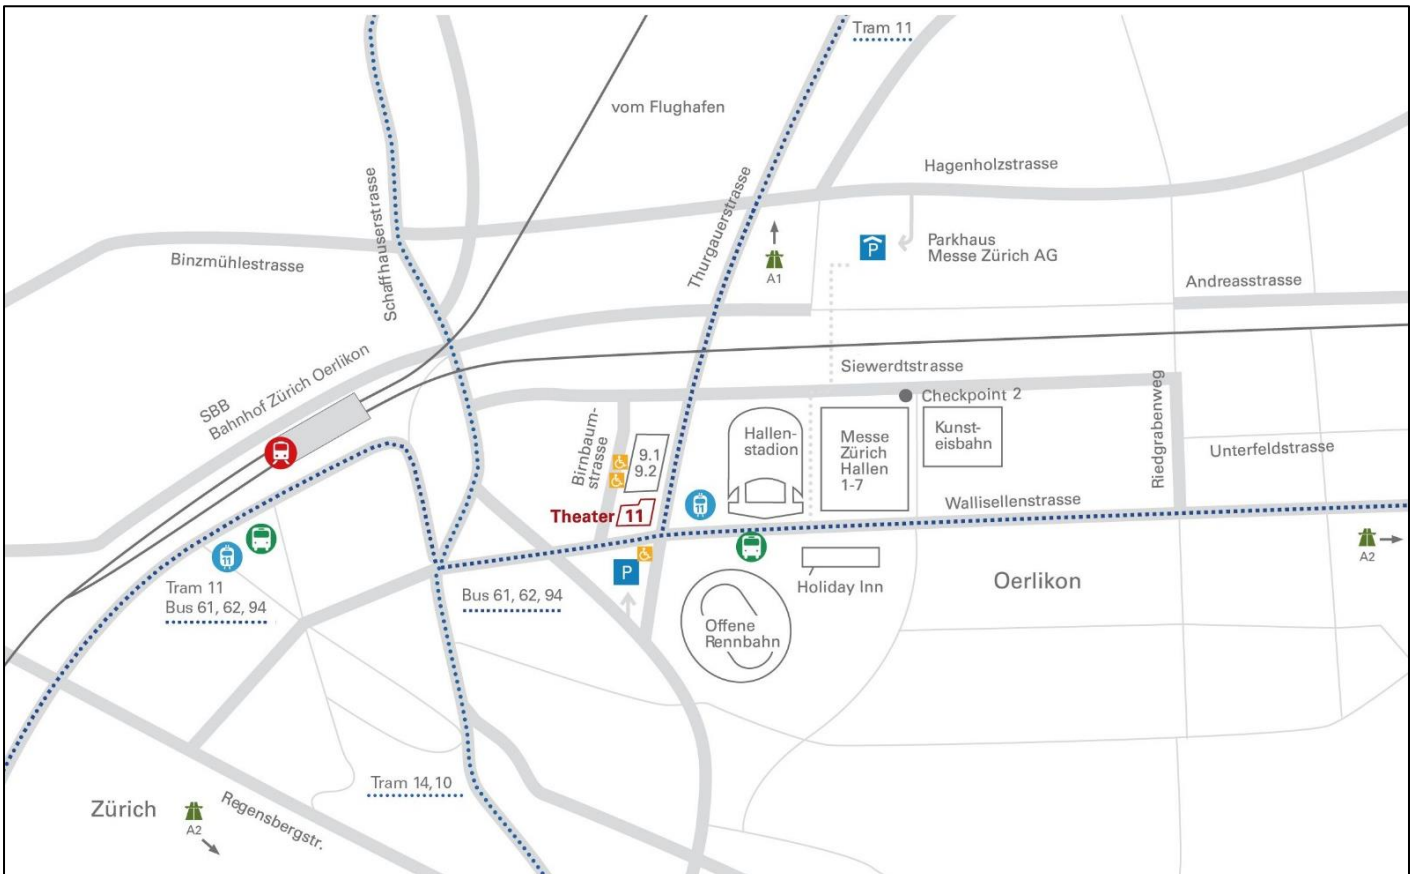 Tram 11
vom Flughafen
Hagenholzstrasse
Schaffhauserstrasse
Thurgauerstrasse
Parkhaus
Messe Zürich AG
P
Binzmühlestrasse
A1
Andreasstrasse
SBB
Bahnhof Zürich Oerlikon
Siewerdtstrasse
Checkpoint 2
Riedgrabenweg
Birnbaum-
strasse
9.1
9.2
Hallen-
stadion
Messe
Zürich
Hallen
1-7
Kunst-
eisbahn
Unterfeldstrasse
Wallisellenstrasse
Theater 11
11
11
Tram 11
Bus 61, 62, 94
Bus 61, 62, 94
P
Holiday Inn
Oerlikon
A2
Offene
Rennbahn
Tram 14, 10
Zürich
A2
Regensbergstr.